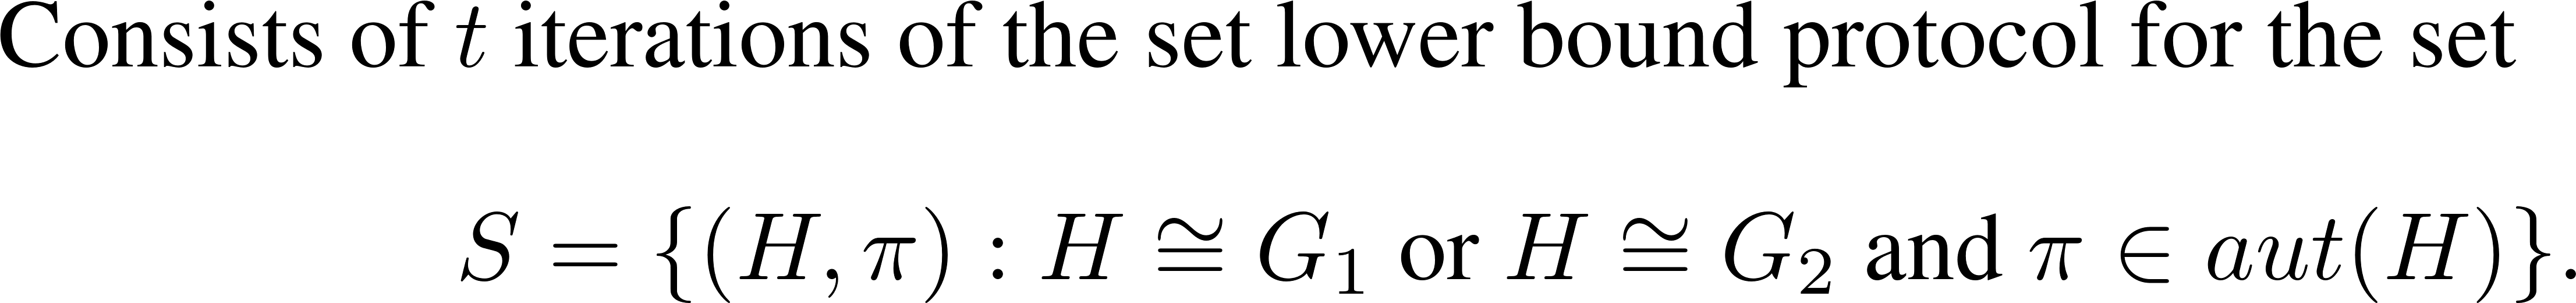 Consists of t iterations of the set lower bound protocol for the set
S = {(H, π) : H ≅ G₁ or H ≅ G₂ and π ∈ aut(H)}.